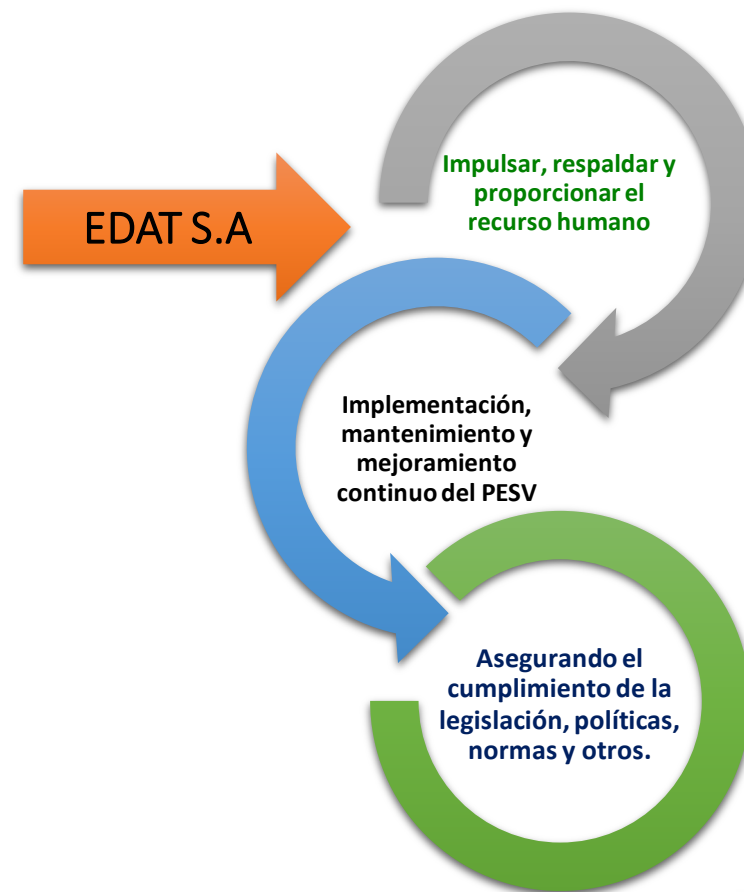 Impulsar, respaldar y
proporcionar el
recurso humano
EDAT S.A
Implementación,
mantenimiento y
mejoramiento
continuo del PESV
Asegurando el
cumplimiento de la
legislación, políticas,
normas y otros.